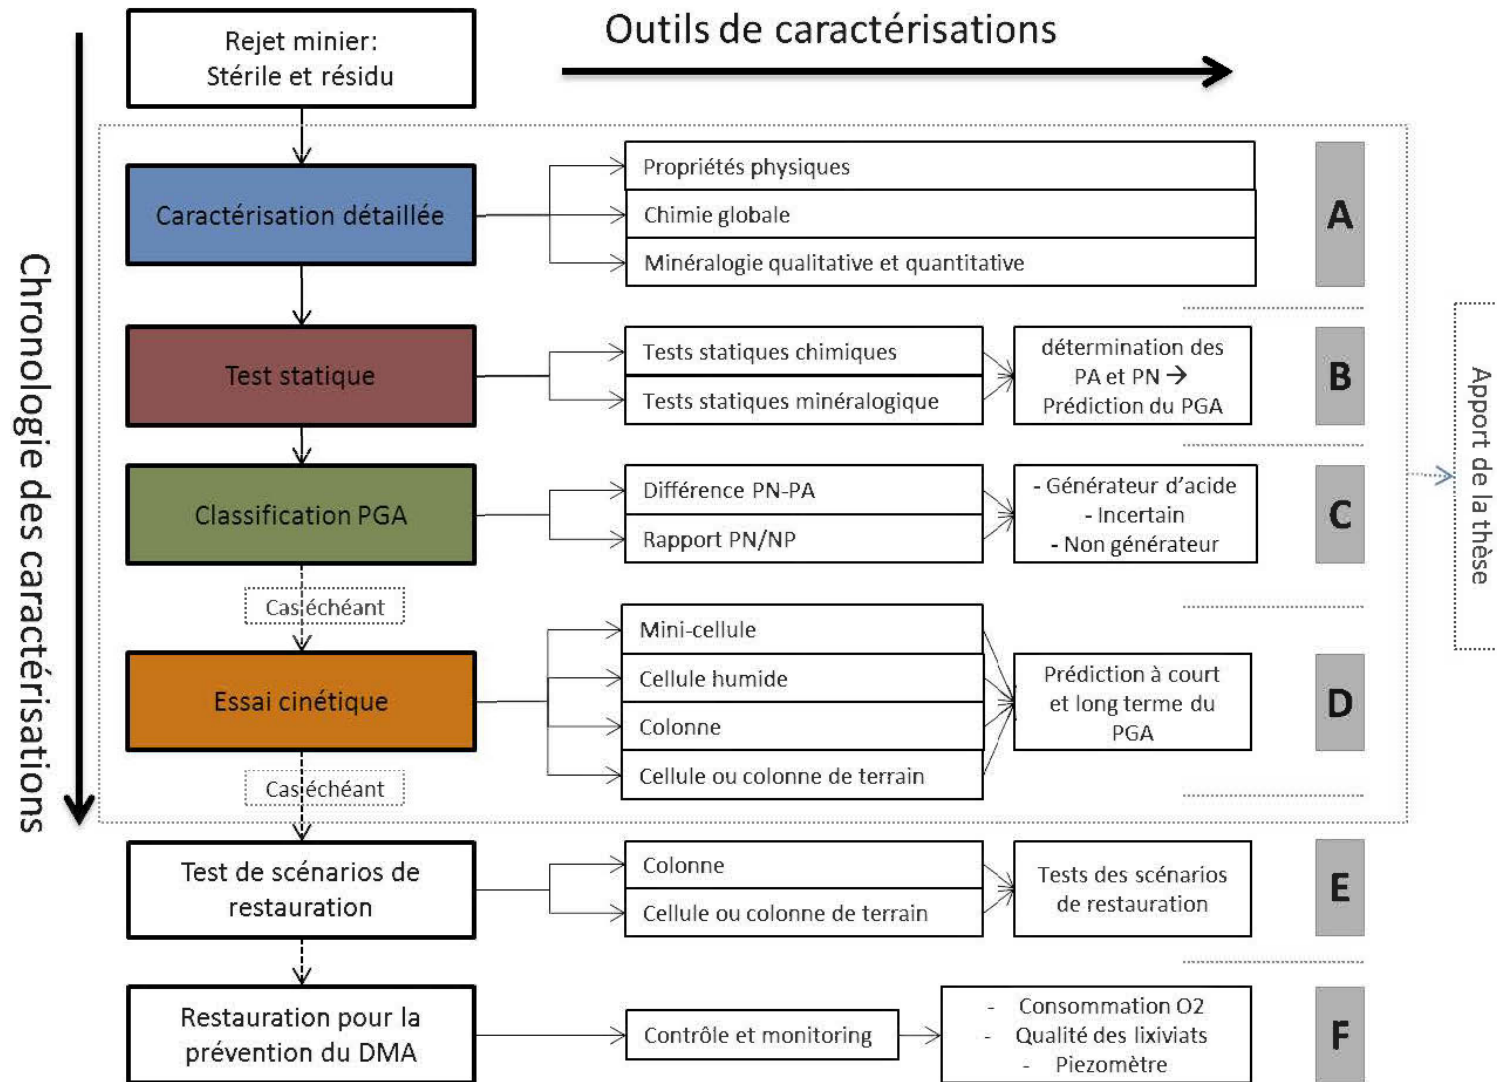 Outils de caractérisations
Chronologie des caractérisations
Rejet minier:
Stérile et résidu
Caractérisation détaillée
Propriétés physiques
Chimie globale
Minéralogie qualitative et quantitative
A
Test statique
Tests statiques chimiques
Tests statiques minéralogique
détermination des
PA et PN →
Prédiction du PGA
B
Classification PGA
Différence PN-PA
Rapport PN/NP
- Générateur d'acide
- Incertain
- Non générateur
C
Cas échéant
Essai cinétique
Mini-cellule
Cellule humide
Colonne
Cellule ou colonne de terrain
Prédiction à court
et long terme du
PGA
D
Cas échéant
Apport de la thèse
Test de scénarios de
restauration
Colonne
Cellule ou colonne de terrain
Tests des scénarios
de restauration
E
Restauration pour la
prévention du DMA
Contrôle et monitoring
- Consommation O2
- Qualité des lixiviats
- Piezomètre
F